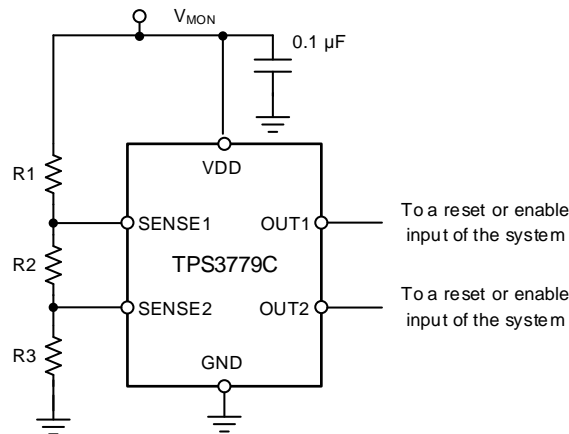 VMON
0.1 µF
VDD
R1
SENSE1
OUT1
To a reset or enable
input of the system
R2
TPS3779C
SENSE2
OUT2
To a reset or enable
input of the system
R3
GND